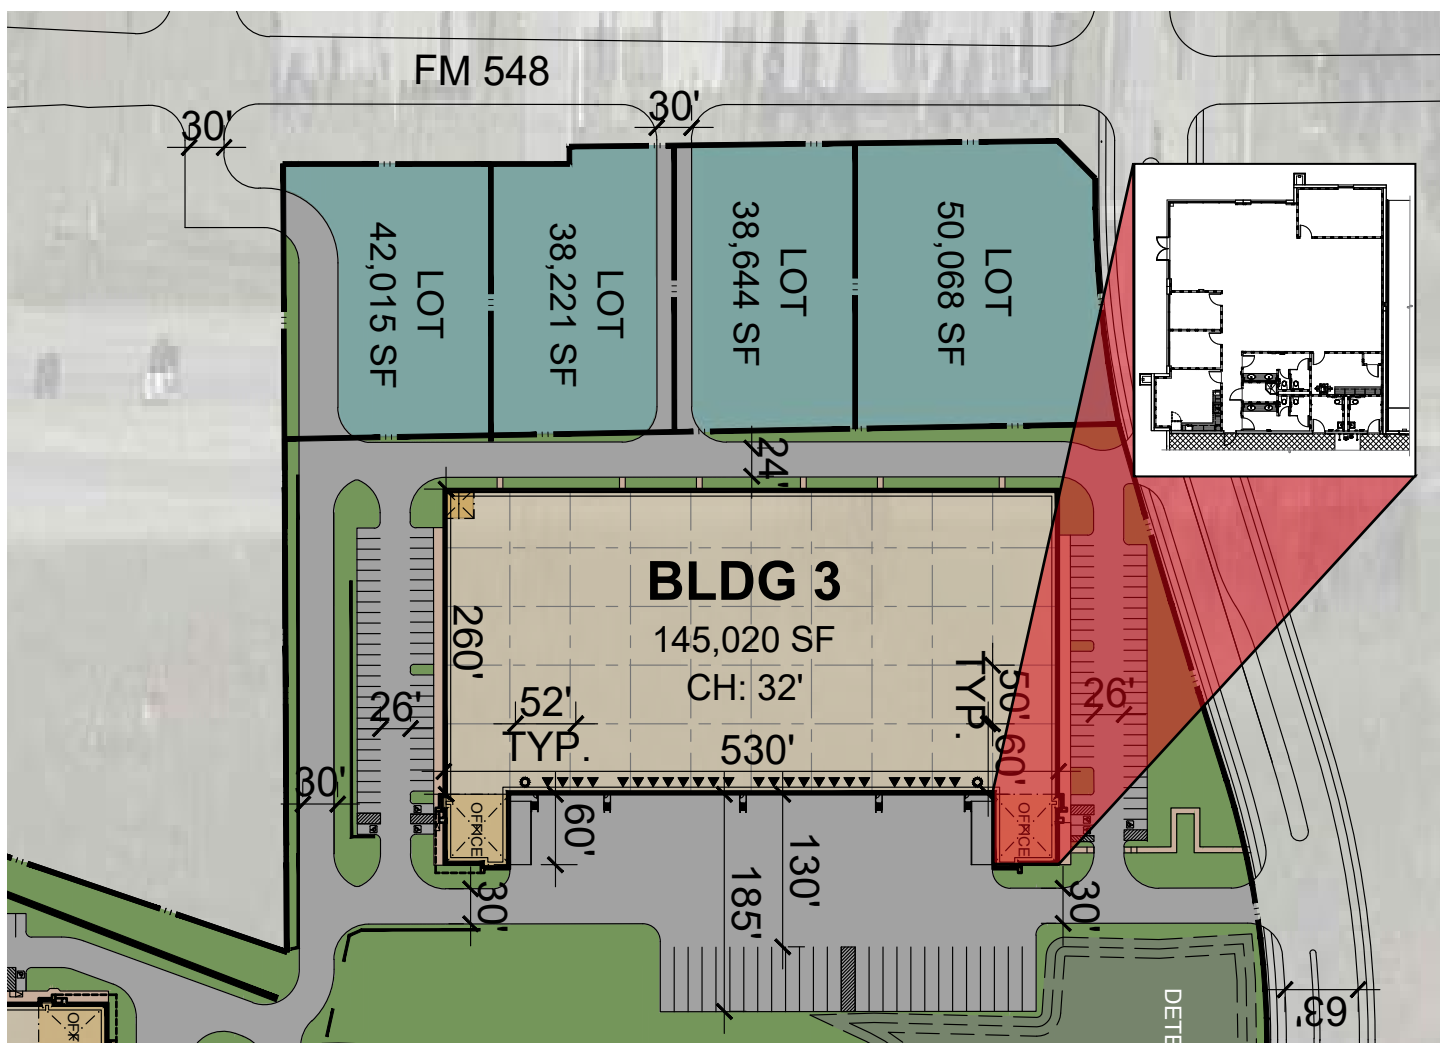 FM 548
30'
30'
LOT
42,015 SF
LOT
38,221 SF
LOT
38,644 SF
LOT
50,068 SF
24'
BLDG 3
145,020 SF
CH: 32'
260'
52'
TYP.
530'
50'
TYP.
60'
26'
26'
30'
OFFICE
60'
OFFICE
130'
185'
30'
30'
63'
DETE
OFF